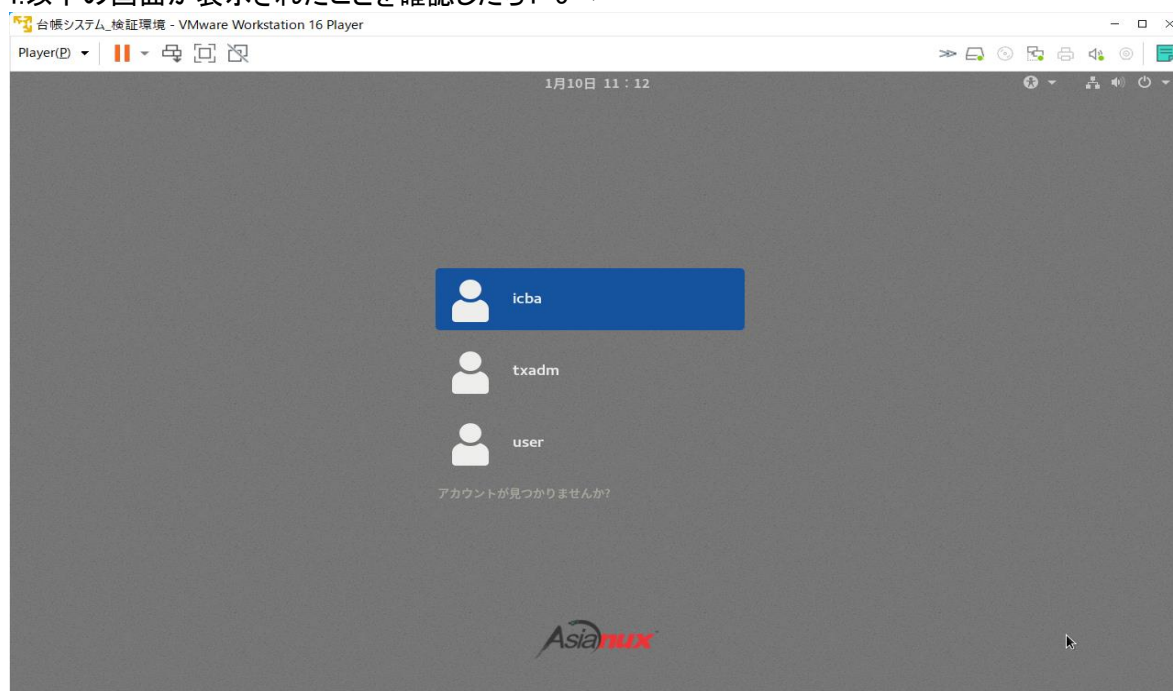 台帳システム_検証環境 - VMware Workstation 16 Player
Player(P)
1月10日 11：12
icba
txadm
user
アカウントが見つかりませんか?
Asianux